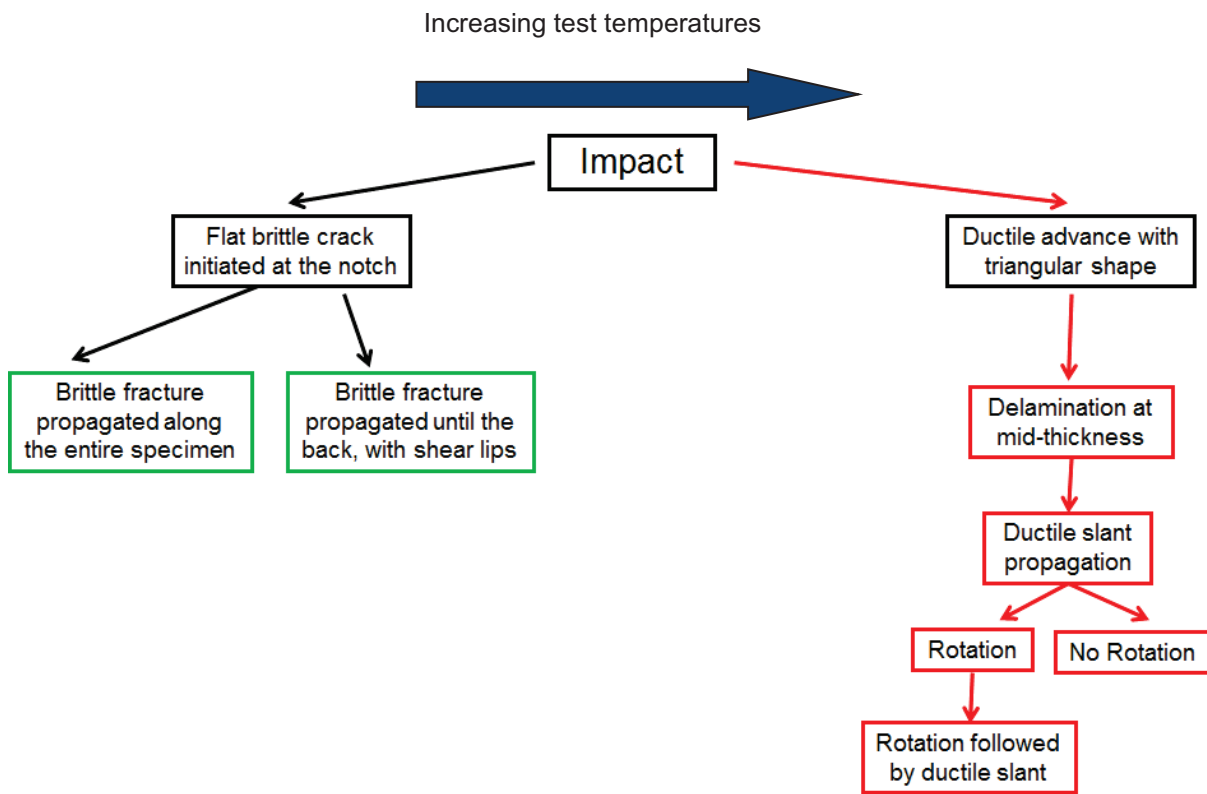 Increasing test temperatures
Impact
Flat brittle crack
initiated at the notch
Ductile advance with
triangular shape
Brittle fracture
propagated along
the entire specimen
Brittle fracture
propagated until the
back, with shear lips
Delamination at
mid-thickness
Ductile slant
propagation
Rotation
No Rotation
Rotation followed
by ductile slant